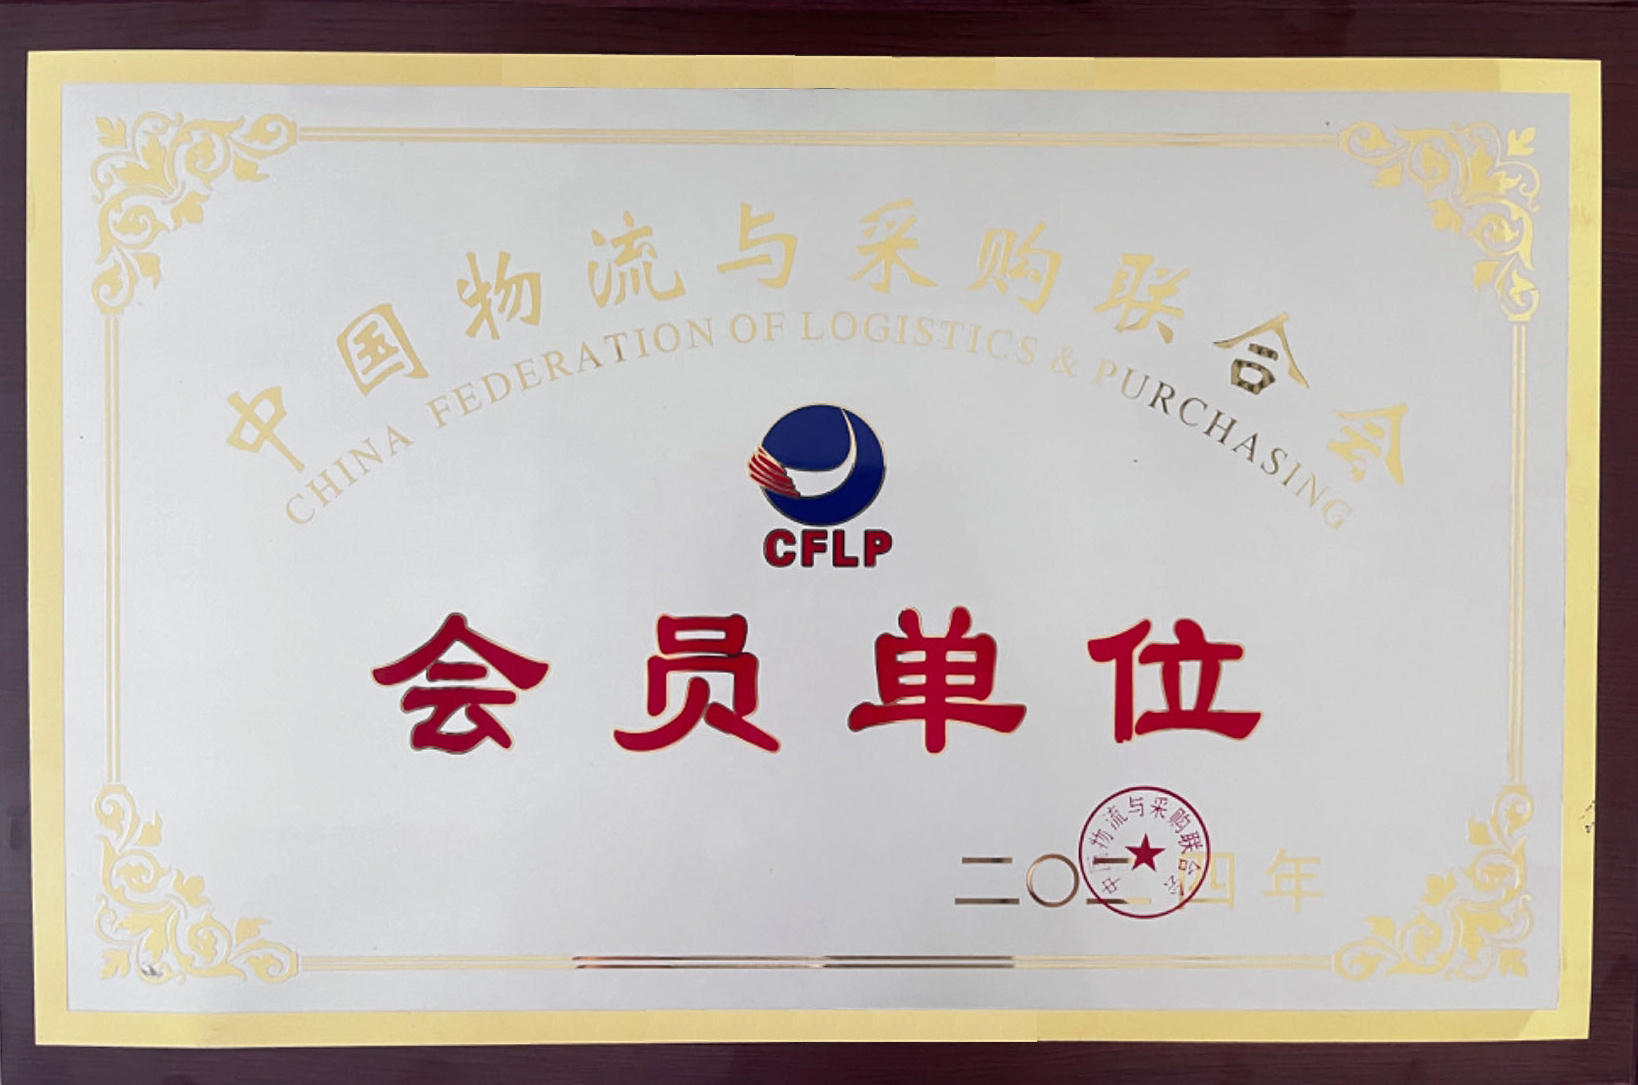 中国物流与采购联合会
CHINA FEDERATION OF LOGISTICS & PURCHASING
CFLP
会员单位
中国物流与采购联合会
二〇二四年